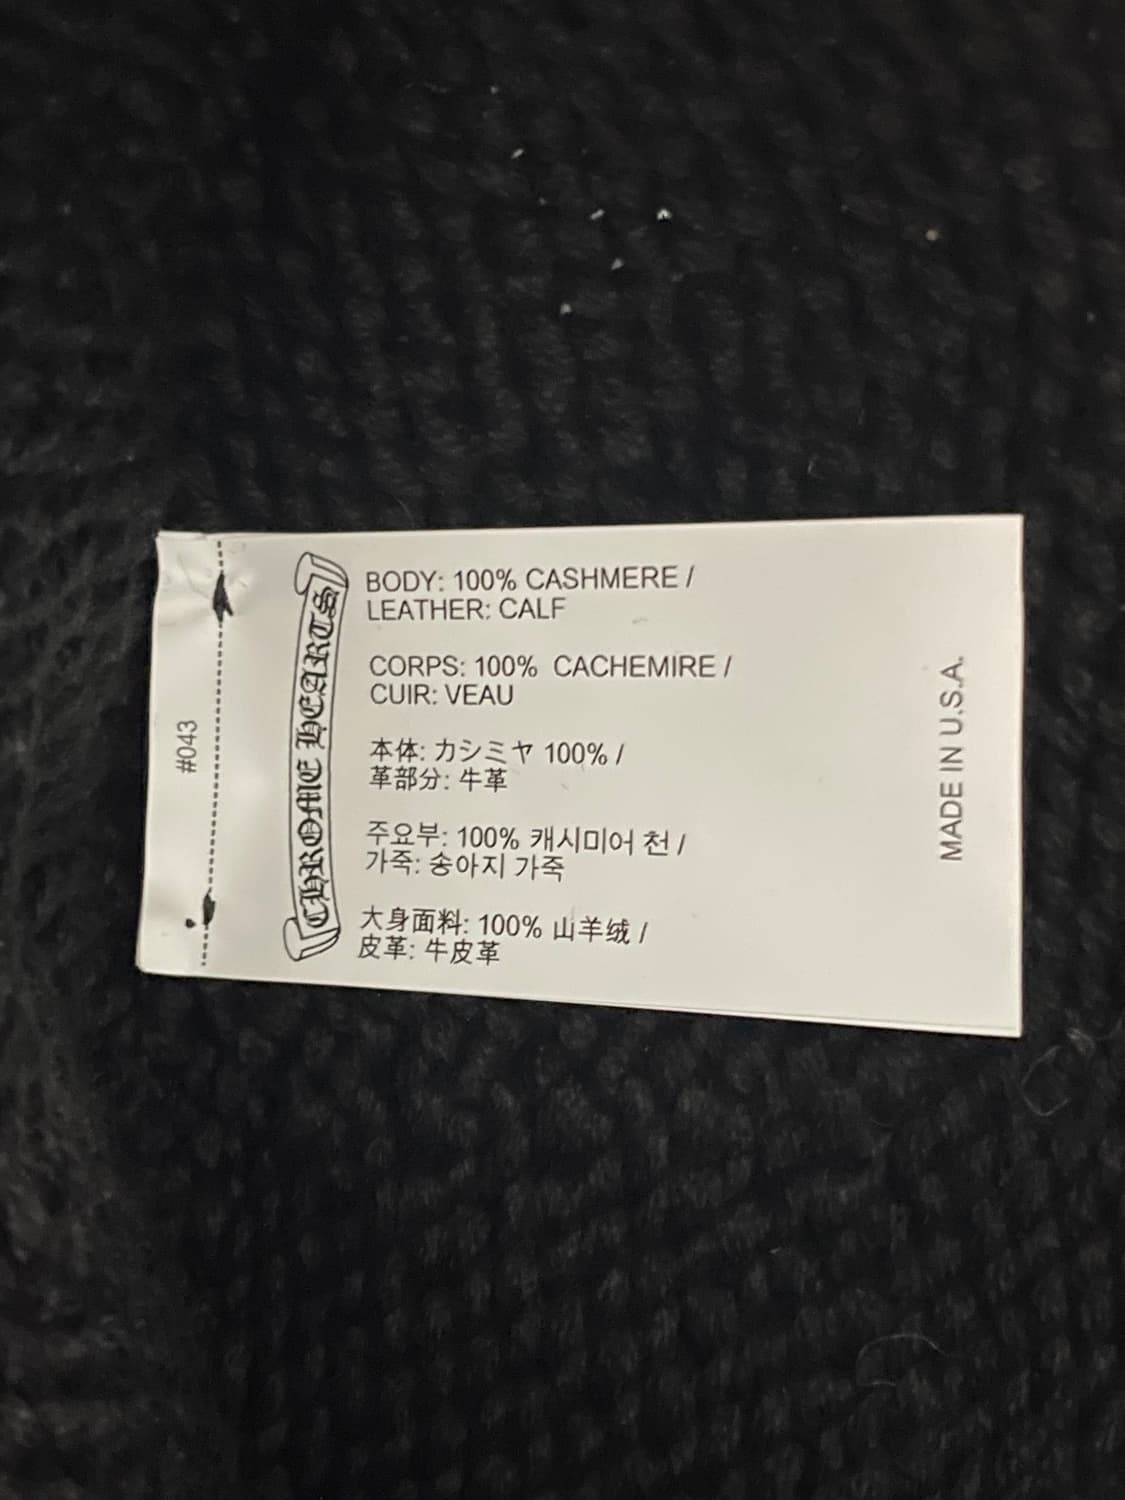 #043
CHROME HEARTS
BODY: 100% CASHMERE /
LEATHER: CALF
CORPS: 100% CACHEMIRE /
CUIR: VEAU
本体: カシミヤ 100% /
革部分: 牛革
주요부: 100% 캐시미어 천 /
가죽: 송아지 가죽
大身面料: 100% 山羊绒 /
皮革: 牛皮革
MADE IN U.S.A.